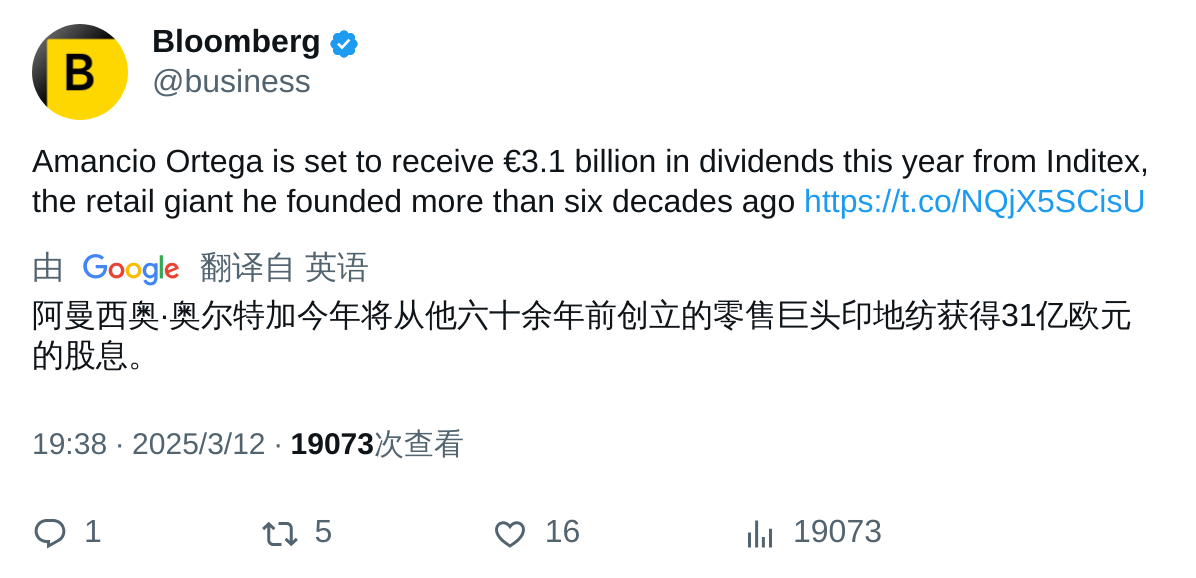 B
Bloomberg
@business
Amancio Ortega is set to receive €3.1 billion in dividends this year from Inditex,
the retail giant he founded more than six decades ago https://t.co/NQjX5SCisU
由 Google 翻译自 英语
阿曼西奥·奥尔特加今年将从他六十余年前创立的零售巨头印地纺获得31亿欧元
的股息。
19:38 · 2025/3/12 · 19073次查看
1 5 16 19073